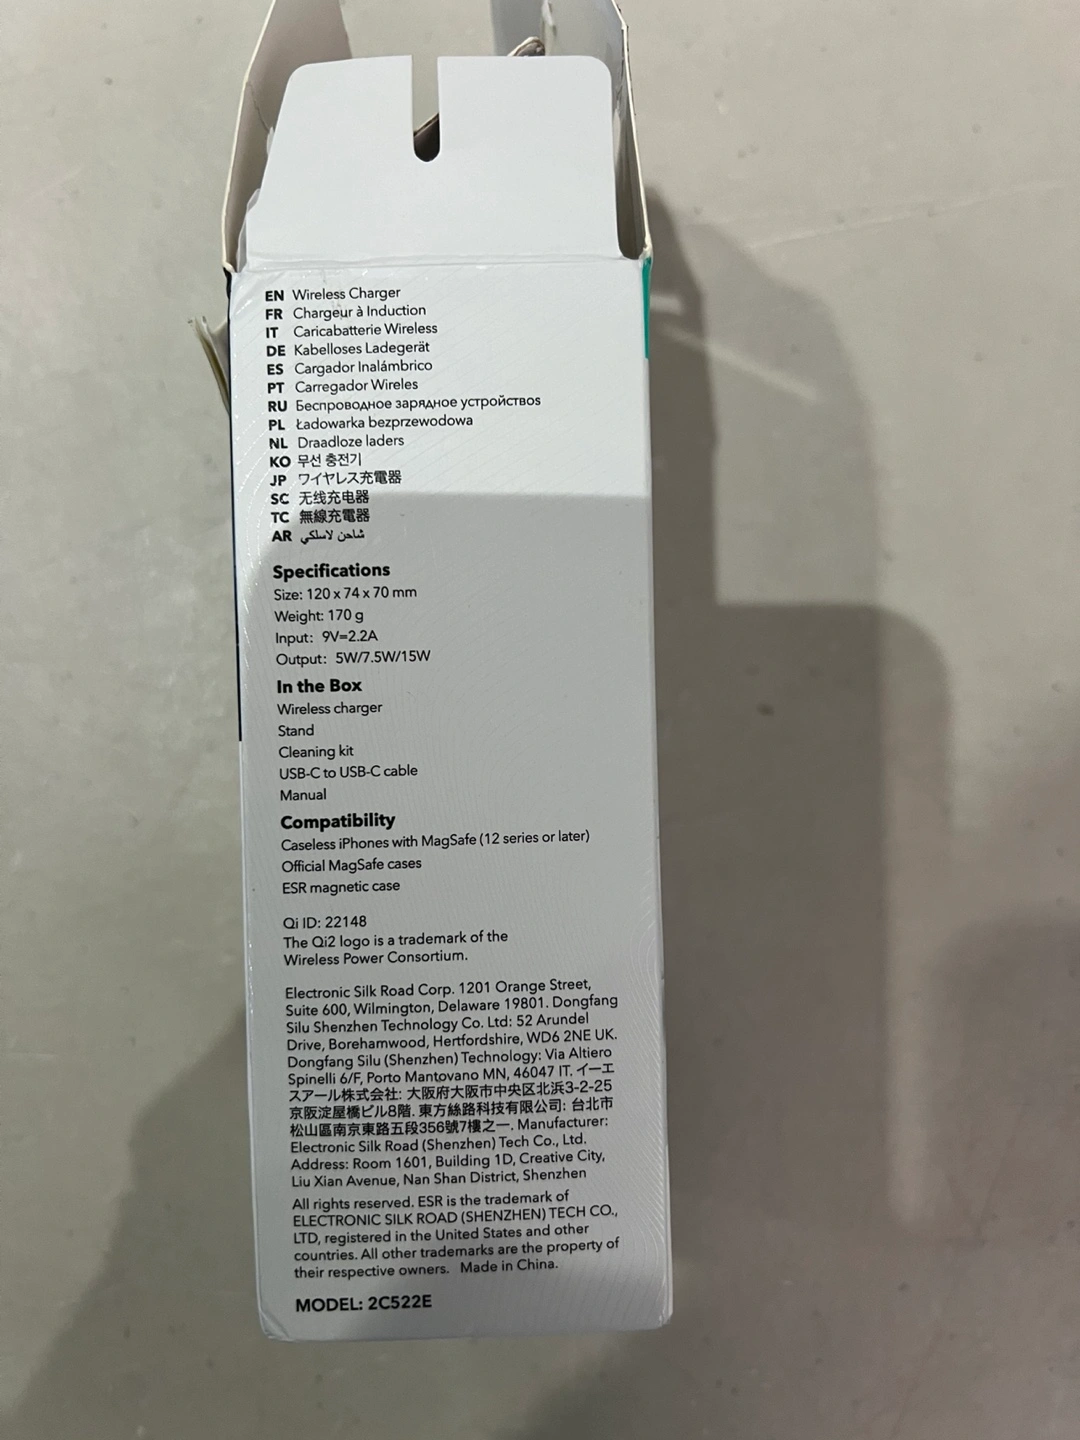 EN Wireless Charger
FR Chargeur à Induction
IT Caricabatterie Wireless
DE Kabelloses Ladegerät
ES Cargador Inalámbrico
PT Carregador Wireles
RU Беспроводное зарядное устройствоs
PL Ładowarka bezprzewodowa
NL Draadloze laders
KO 무선 충전기
JP ワイヤレス充電器
SC 无线充电器
TC 無線充電器
AR شاحن لاسلكي
Specifications
Size: 120 x 74 x 70 mm
Weight: 170 g
Input: 9V=2.2A
Output: 5W/7.5W/15W
In the Box
Wireless charger
Stand
Cleaning kit
USB-C to USB-C cable
Manual
Compatibility
Caseless iPhones with MagSafe (12 series or later)
Official MagSafe cases
ESR magnetic case
Qi ID: 22148
The Qi2 logo is a trademark of the
Wireless Power Consortium.
Electronic Silk Road Corp. 1201 Orange Street,
Suite 600, Wilmington, Delaware 19801. Dongfang
Silu Shenzhen Technology Co. Ltd: 52 Arundel
Drive, Borehamwood, Hertfordshire, WD6 2NE UK.
Dongfang Silu (Shenzhen) Technology: Via Altiero
Spinelli 6/F, Porto Mantovano MN, 46047 IT. イーエ
スアール株式会社: 大阪府大阪市中央区北浜3-2-25
京阪淀屋橋ビル8階. 東方絲路科技有限公司: 台北市
松山區南京東路五段356號7樓之一. Manufacturer:
Electronic Silk Road (Shenzhen) Tech Co., Ltd.
Address: Room 1601, Building 1D, Creative City,
Liu Xian Avenue, Nan Shan District, Shenzhen
All rights reserved. ESR is the trademark of
ELECTRONIC SILK ROAD (SHENZHEN) TECH CO.,
LTD, registered in the United States and other
countries. All other trademarks are the property of
their respective owners. Made in China.
MODEL: 2C522E